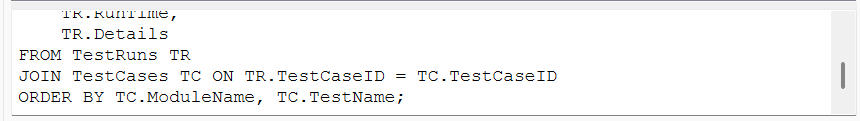 TR.RunTime,
TR.Details
FROM TestRuns TR
JOIN TestCases TC ON TR.TestCaseID = TC.TestCaseID
ORDER BY TC.ModuleName, TC.TestName;